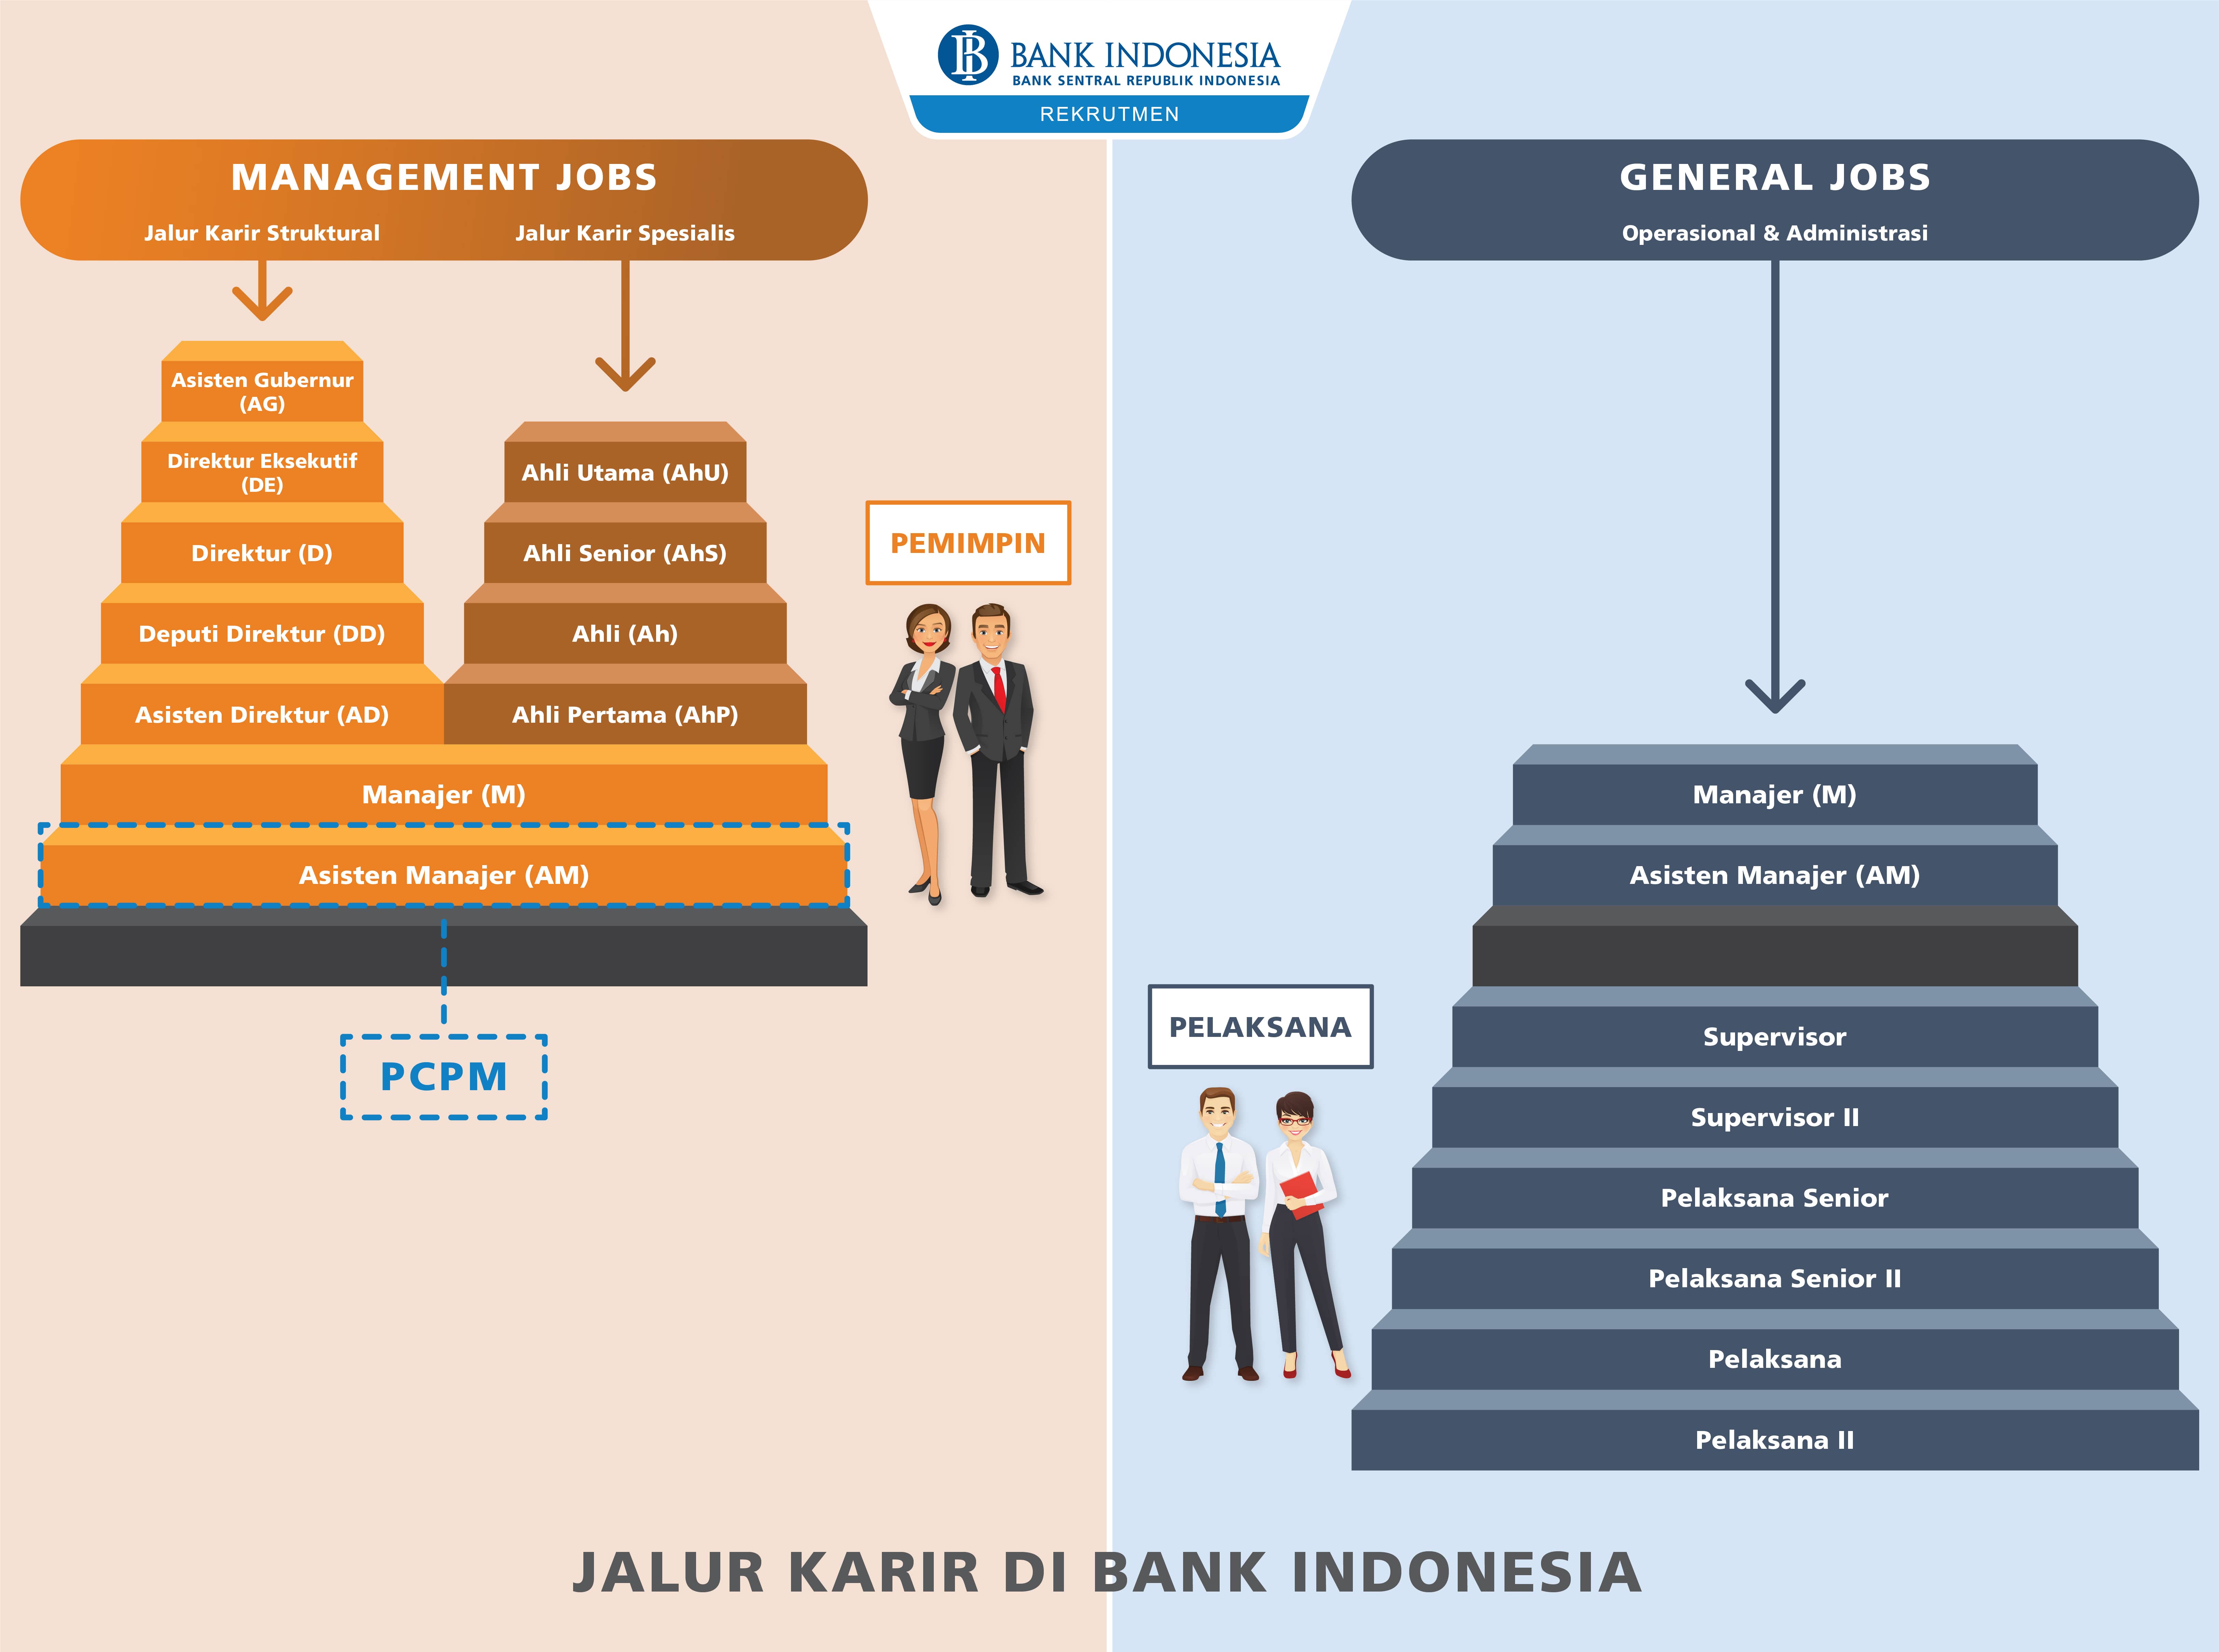 BANK INDONESIA
BANK SENTRAL REPUBLIK INDONESIA
REKRUTMEN
MANAGEMENT JOBS
Jalur Karir Struktural
Jalur Karir Spesialis
Asisten Gubernur
(AG)
Direktur Eksekutif
(DE)
Direktur (D)
Deputi Direktur (DD)
Asisten Direktur (AD)
Ahli Utama (AhU)
Ahli Senior (AhS)
Ahli (Ah)
Ahli Pertama (AhP)
Manajer (M)
Asisten Manajer (AM)
PCPM
PEMIMPIN
GENERAL JOBS
Operasional & Administrasi
Manajer (M)
Asisten Manajer (AM)
PELAKSANA
Supervisor
Supervisor II
Pelaksana Senior
Pelaksana Senior II
Pelaksana
Pelaksana II
JALUR KARIR DI BANK INDONESIA